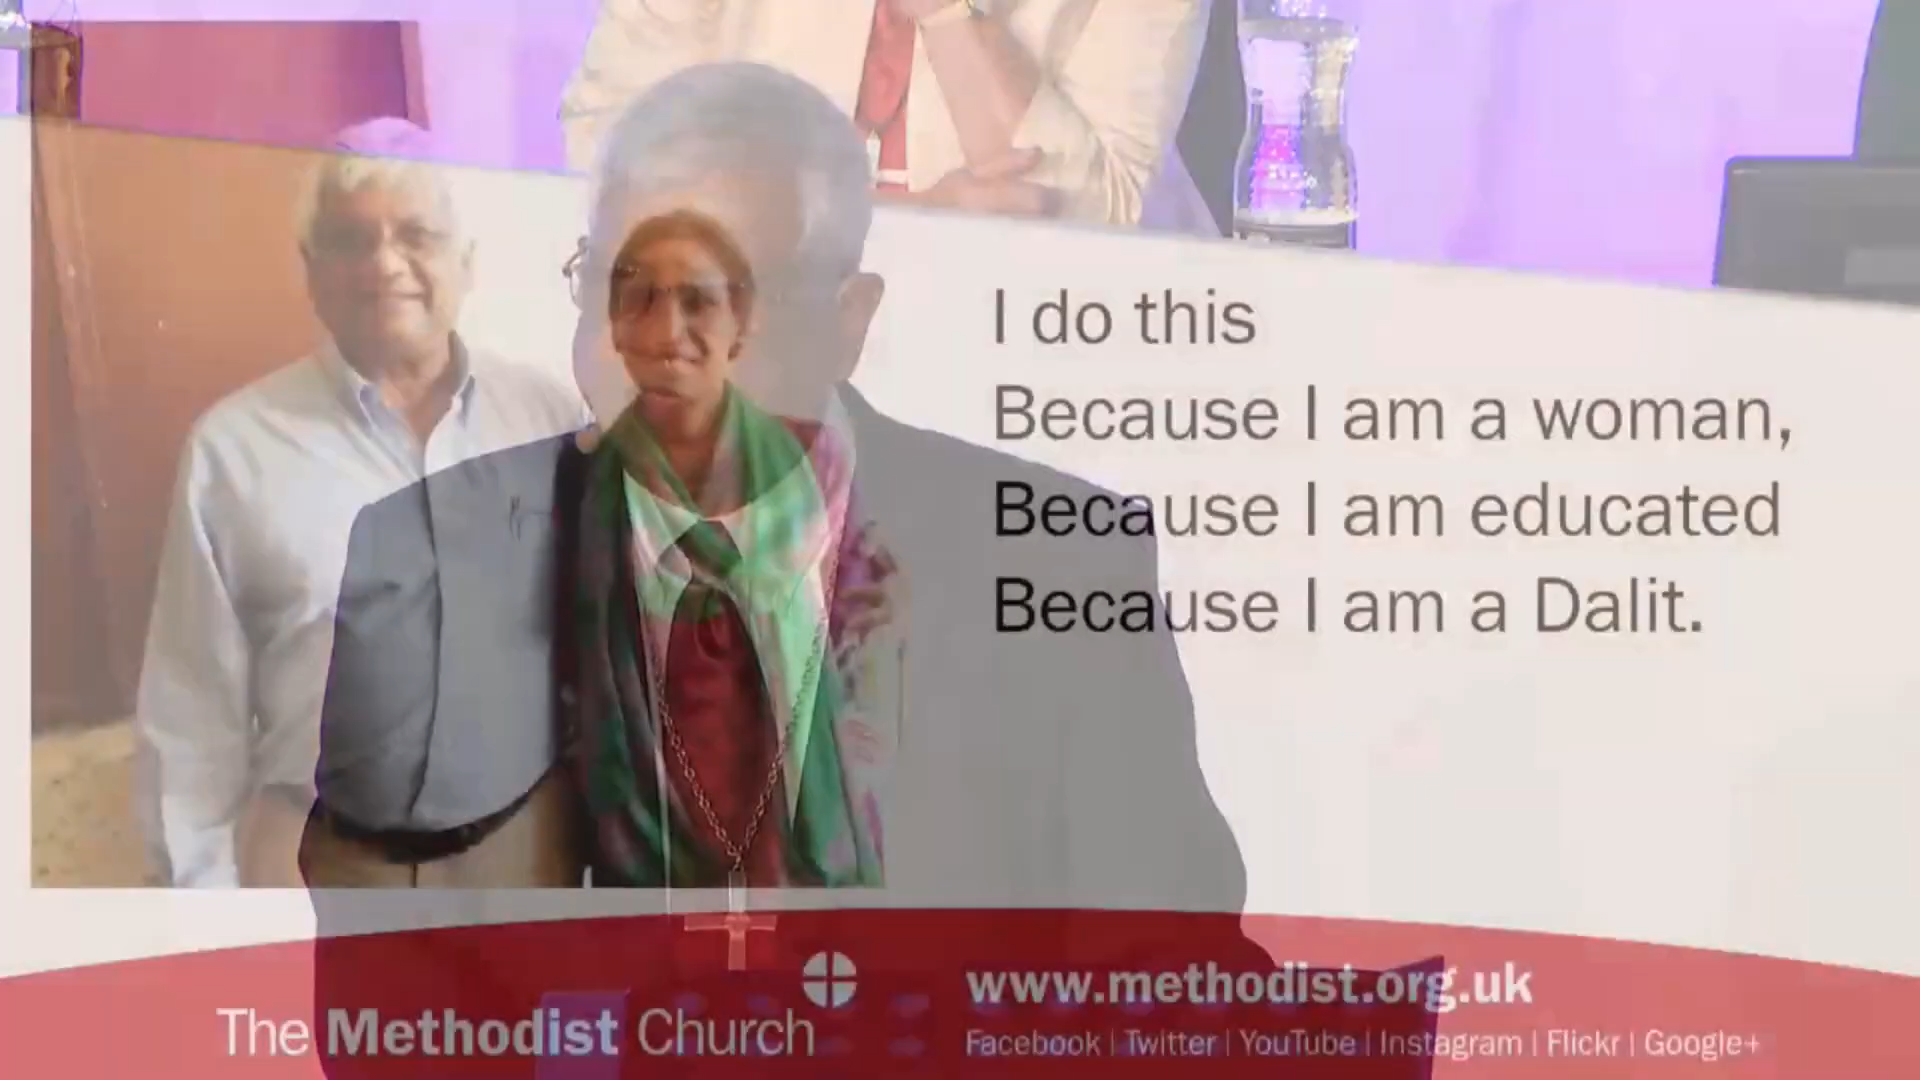 I do this
Because I am a woman,
Because I am educated
Because I am a Dalit.
The Methodist Church
www.methodist.org.uk
Facebook | Twitter | YouTube | Instagram | Flickr | Google+